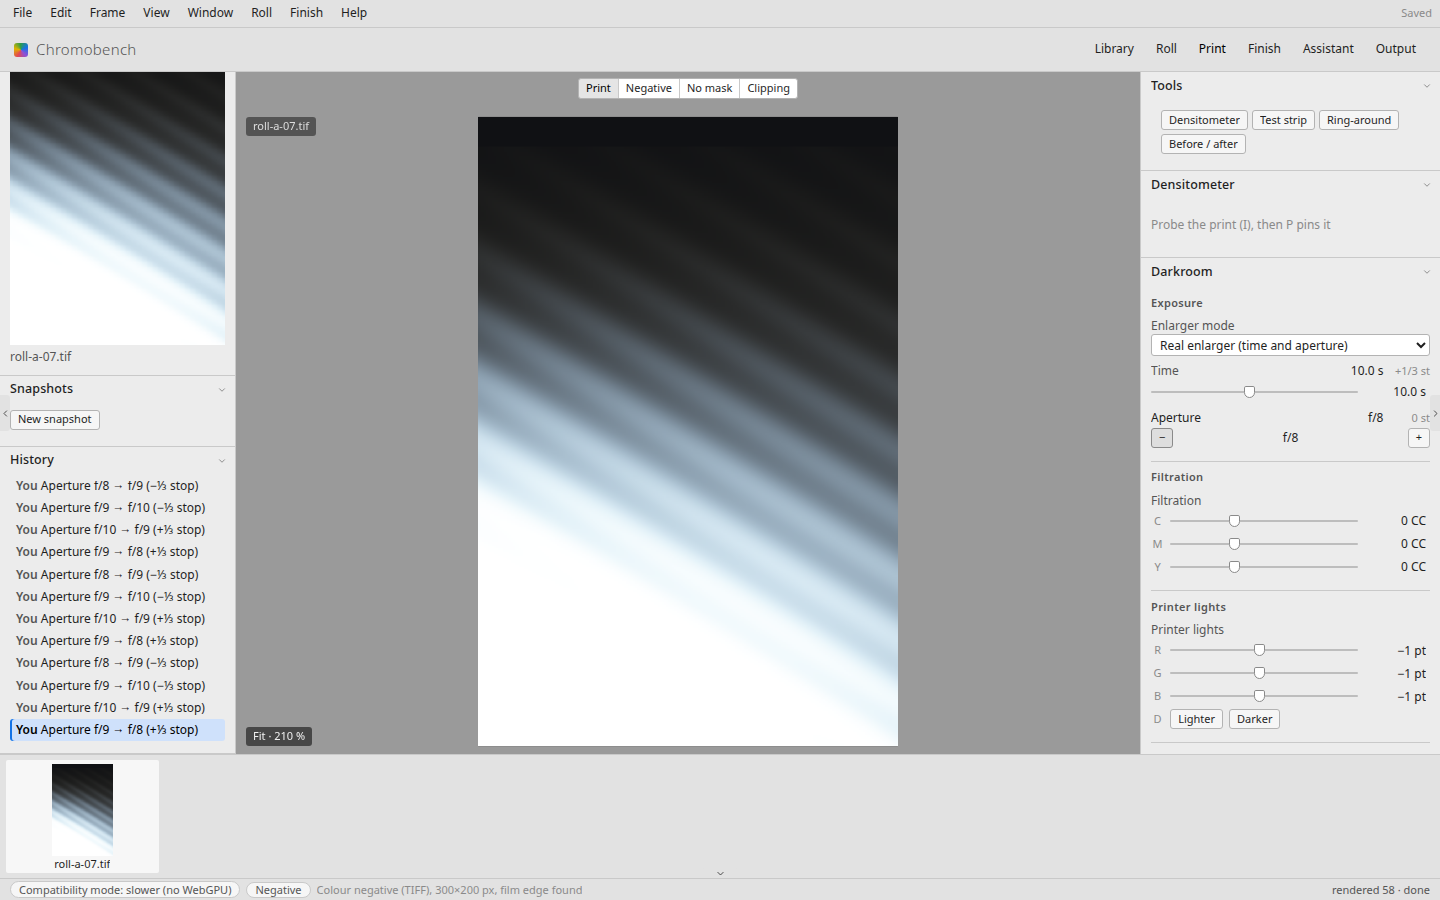 File Edit Frame View Window Roll Finish Help Saved
Chromobench Library Roll Print Finish Assistant Output
Print Negative No mask Clipping
roll-a-07.tif
roll-a-07.tif
Snapshots
New snapshot
History
You Aperture f/8 → f/9 (−⅓ stop)
You Aperture f/9 → f/10 (−⅓ stop)
You Aperture f/10 → f/9 (+⅓ stop)
You Aperture f/9 → f/8 (+⅓ stop)
You Aperture f/8 → f/9 (−⅓ stop)
You Aperture f/9 → f/10 (−⅓ stop)
You Aperture f/10 → f/9 (+⅓ stop)
You Aperture f/9 → f/8 (+⅓ stop)
You Aperture f/8 → f/9 (−⅓ stop)
You Aperture f/9 → f/10 (−⅓ stop)
You Aperture f/10 → f/9 (+⅓ stop)
You Aperture f/9 → f/8 (+⅓ stop)
Fit · 210 %
Tools
Densitometer Test strip Ring-around
Before / after
Densitometer
Probe the print (I), then P pins it
Darkroom
Exposure
Enlarger mode
Real enlarger (time and aperture)
Time 10.0 s +1/3 st
10.0 s
Aperture f/8 0 st
− f/8 +
Filtration
Filtration
C 0 CC
M 0 CC
Y 0 CC
Printer lights
Printer lights
R −1 pt
G −1 pt
B −1 pt
D Lighter Darker
roll-a-07.tif
Compatibility mode: slower (no WebGPU) Negative Colour negative (TIFF), 300×200 px, film edge found rendered 58 · done